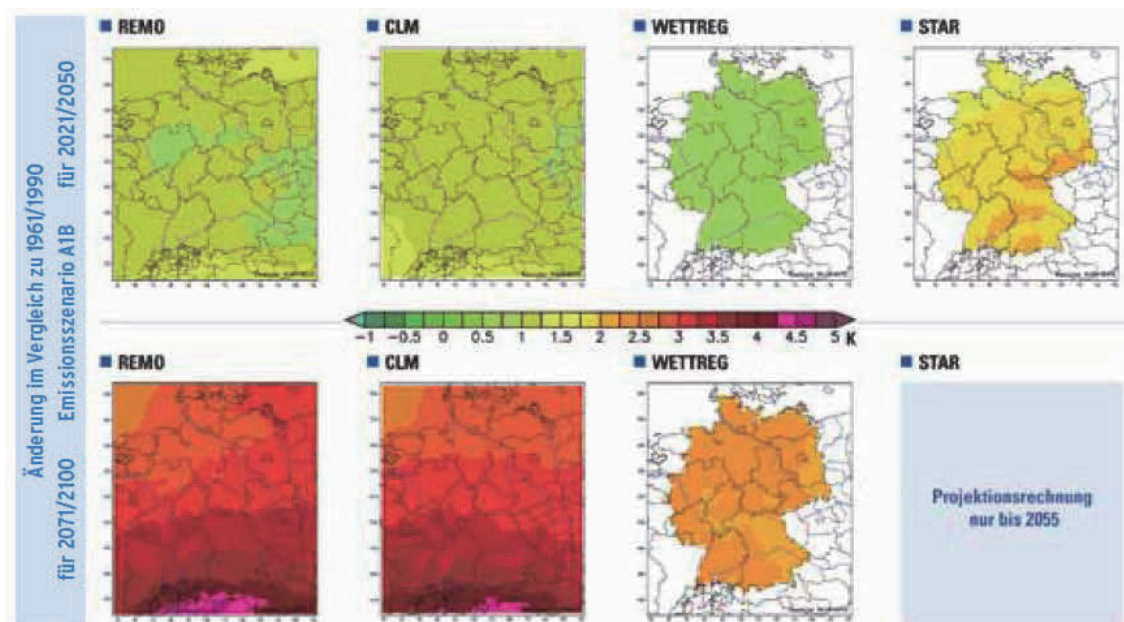 REMO
CLM
WETTREG
STAR
Änderung im Vergleich zu 1961/1990
Emissionsszenario A1B
für 2021/2050
für 2071/2100
-1 -0.5 0 0.5 1 1.5 2 2.5 3 3.5 4 4.5 5 K
REMO
CLM
WETTREG
STAR
Projektionsrechnung
nur bis 2055